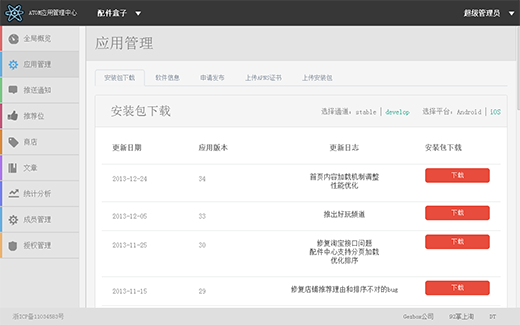 ATOM应用管理中心
配件盒子
超级管理员
全局概览
应用管理
推送通知
推荐位
商店
文章
统计分析
成员管理
授权管理
应用管理
安装包下载 软件信息 申请发布 上传APNS证书 上传安装包
安装包下载
选择通道: stable | develop 选择平台: Android | iOS
更新日期 应用版本 更新日志 安装包下载
2013-12-24 34 首页内容加载机制调整
性能优化
下载
2013-12-05 33 推出好玩频道 下载
2013-11-25 30 修复淘宝接口问题
配件中心支持分页加载
优化排序
下载
2013-11-15 29 修复店铺推荐理由和排序不对的bug 下载
浙ICP备11034583号
Geekbox公司 92掌上淘 DT